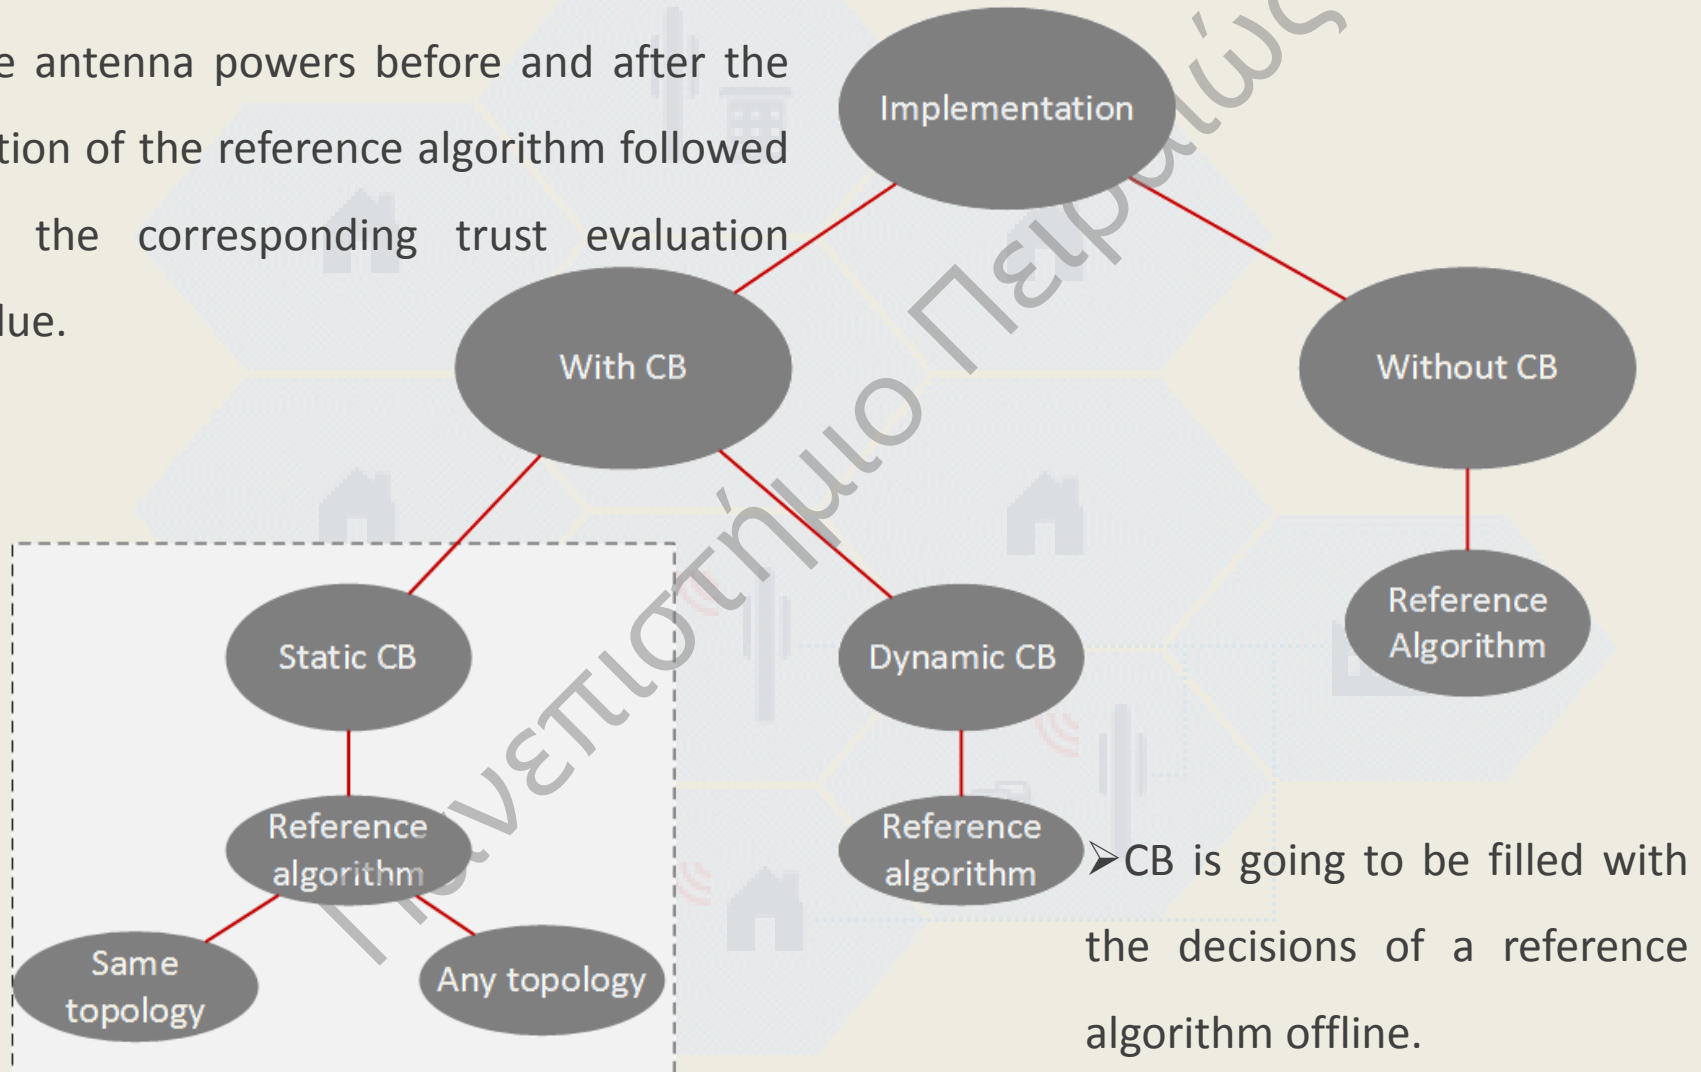 antenna powers before and after the
of the reference algorithm followed
the corresponding trust evaluation
Implementation
With CB
Without CB
Static CB
Dynamic CB
Reference
Algorithm
Reference
algorithm
Reference
algorithm
Same
topology
Any topology
➤CB is going to be filled with
the decisions of a reference
algorithm offline.
Πανεπιστήμιο Πειραιώς